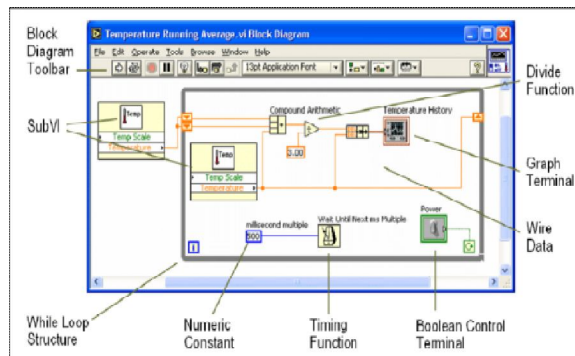 Temperature Running Average.vi Block Diagram
File Edit Operate Tools Browse Window Help
13pt Application Font
Block
Diagram
Toolbar
SubVI
Temp
Temp Scale
Temperature
Compound Arithmetic
Temperature History
3.00
Temp
Temp Scale
Temperature
millisecond multiple
500
Wait Until Next ms Multiple
Power
i
Divide
Function
Graph
Terminal
Wire
Data
While Loop
Structure
Numeric
Constant
Timing
Function
Boolean Control
Terminal